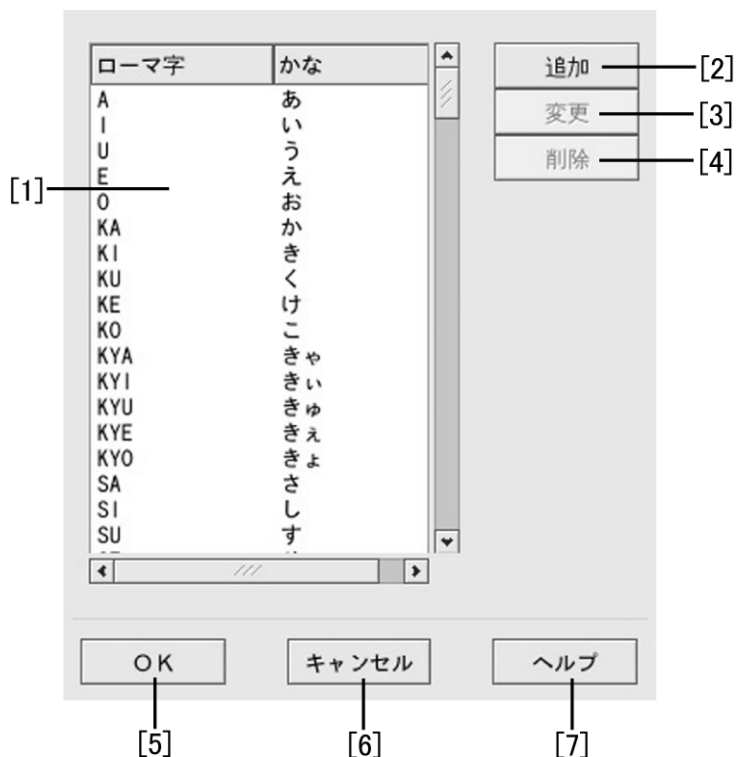 ローマ字 かな
A あ
I い
U う
E え
O お
KA か
KI き
KU く
KE け
KO こ
KYA きゃ
KYI きぃ
KYU きゅ
KYE きぇ
KYO きょ
SA さ
SI し
SU す
追加
変更
削除
OK
キャンセル
ヘルプ
[1]
[2]
[3]
[4]
[5]
[6]
[7]